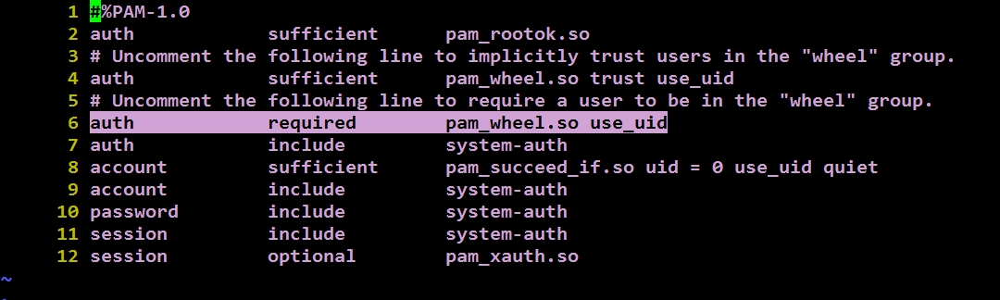 1 #%PAM-1.0
2 auth            sufficient      pam_rootok.so
3 # Uncomment the following line to implicitly trust users in the "wheel" group.
4 auth            sufficient      pam_wheel.so trust use_uid
5 # Uncomment the following line to require a user to be in the "wheel" group.
6 auth            required        pam_wheel.so use_uid
7 auth            include         system-auth
8 account         sufficient      pam_succeed_if.so uid = 0 use_uid quiet
9 account         include         system-auth
10 password        include         system-auth
11 session         include         system-auth
12 session         optional        pam_xauth.so
~